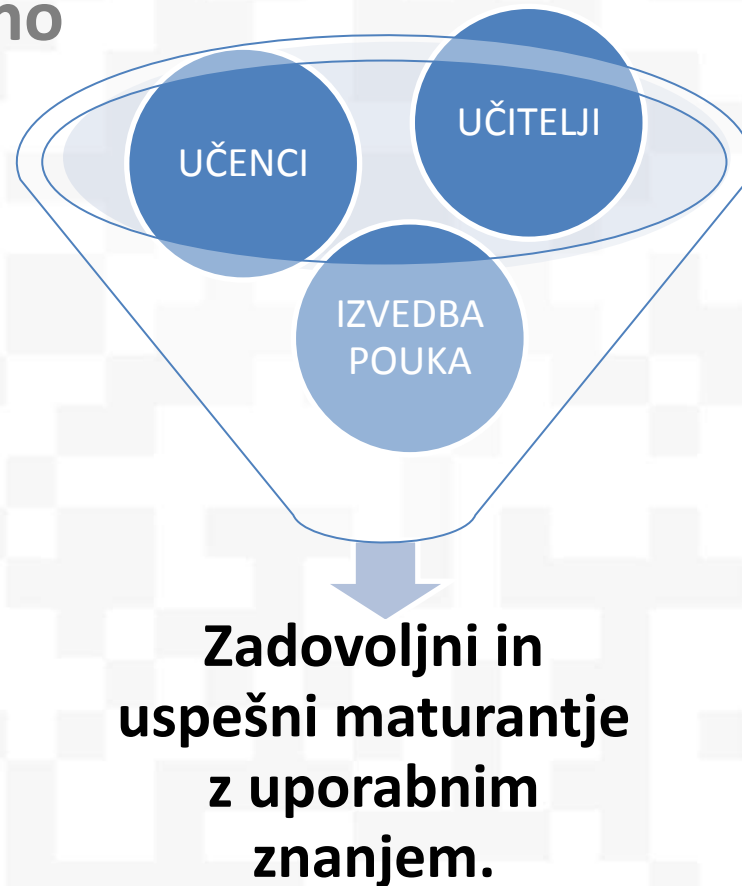 UČITELJI
UČENCI
IZVEDBA
POUKA
Zadovoljni in
uspešni maturantje
z uporabnim
znanjem.